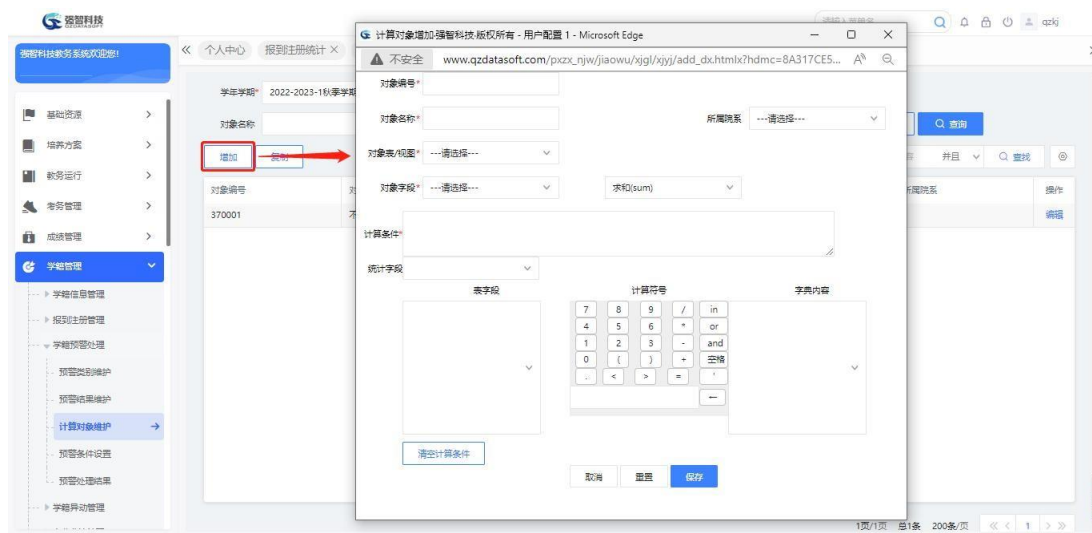 强智科技
QZDATASOFT
请输入菜单名
qzkj
强智科技教务系统欢迎您!
个人中心 报到注册统计 ×
基础资源
培养方案
教务运行
考务管理
成绩管理
学籍管理
学籍信息管理
报到注册管理
学籍预警处理
预警类别维护
预警结果维护
计算对象维护
预警条件设置
预警处理结果
学籍异动管理
学年学期* 2022-2023-1秋季学期
对象名称
查询
增加 复制
并且 查找
对象编号
所属院系 操作
370001 编辑
1页/1页 总1条 200条/页 1
计算对象增加-强智科技-版权所有 - 用户配置 1 - Microsoft Edge
不安全 www.qzdatasoft.com/pxzx_njw/jiaowu/xjgl/xjyj/add_dx.htmlx?hdmc=8A317CE5...
对象编号*
对象名称* 所属院系 ---请选择---
对象表/视图* ---请选择---
对象字段* ---请选择--- 求和(sum)
计算条件*
统计字段
表字段 计算符号 字典内容
7 8 9 / in
4 5 6 * or
1 2 3 - and
0 ( ) + 空格
. < > = '
←
清空计算条件
取消 重置 保存